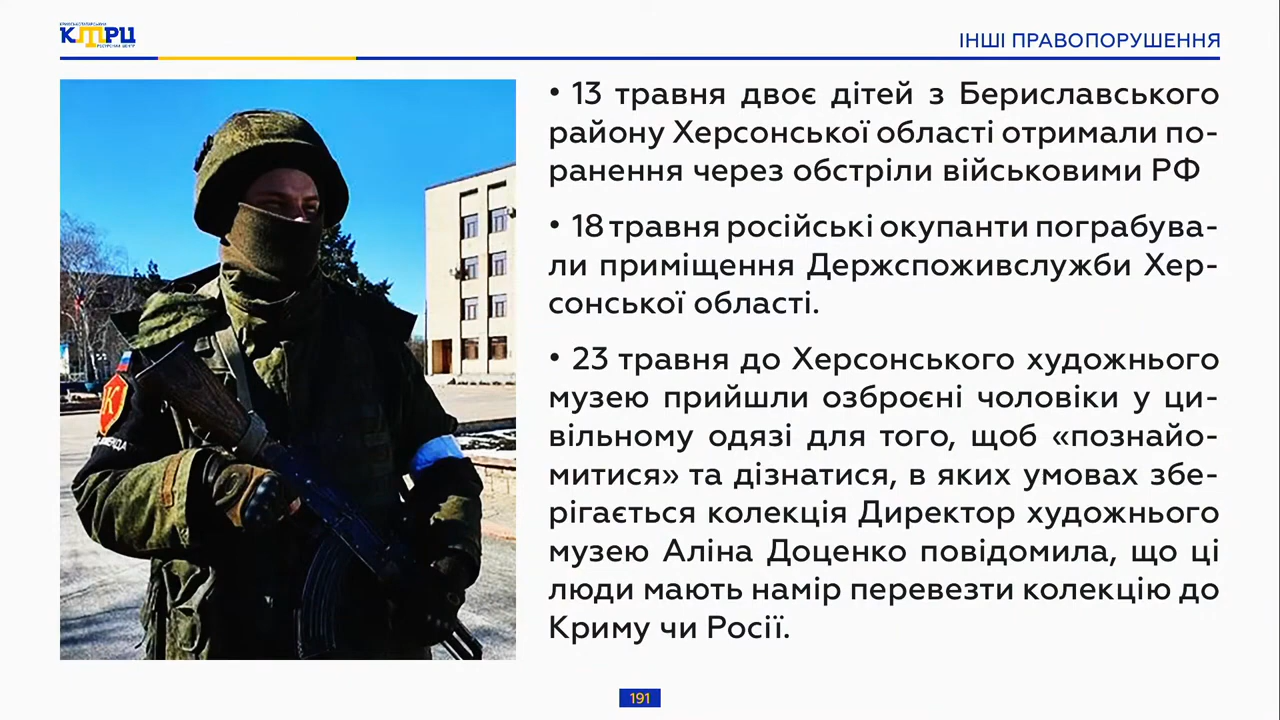 КТРЦ
ІНШІ ПРАВОПОРУШЕННЯ
• 13 травня двоє дітей з Бериславського
району Херсонської області отримали по-
ранення через обстріли військовими РФ
• 18 травня російські окупанти пограбува-
ли приміщення Держспоживслужби Хер-
сонської області.
• 23 травня до Херсонського художнього
музею прийшли озброєні чоловіки у ци-
вільному одязі для того, щоб «познайо-
митися» та дізнатися, в яких умовах збе-
рігається колекція Директор художнього
музею Аліна Доценко повідомила, що ці
люди мають намір перевезти колекцію до
Криму чи Росії.
К
191